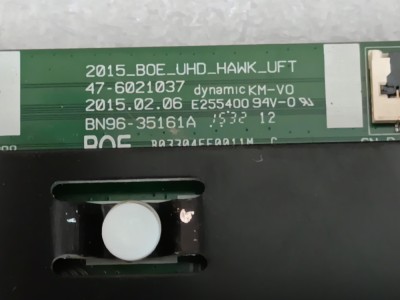 2015_BOE_UHD_HAWK_UFT
47-6021037 dynamic KM-V0
2015.02.06 E255400 94V-0
BN96-35161A 1532 12
BOE